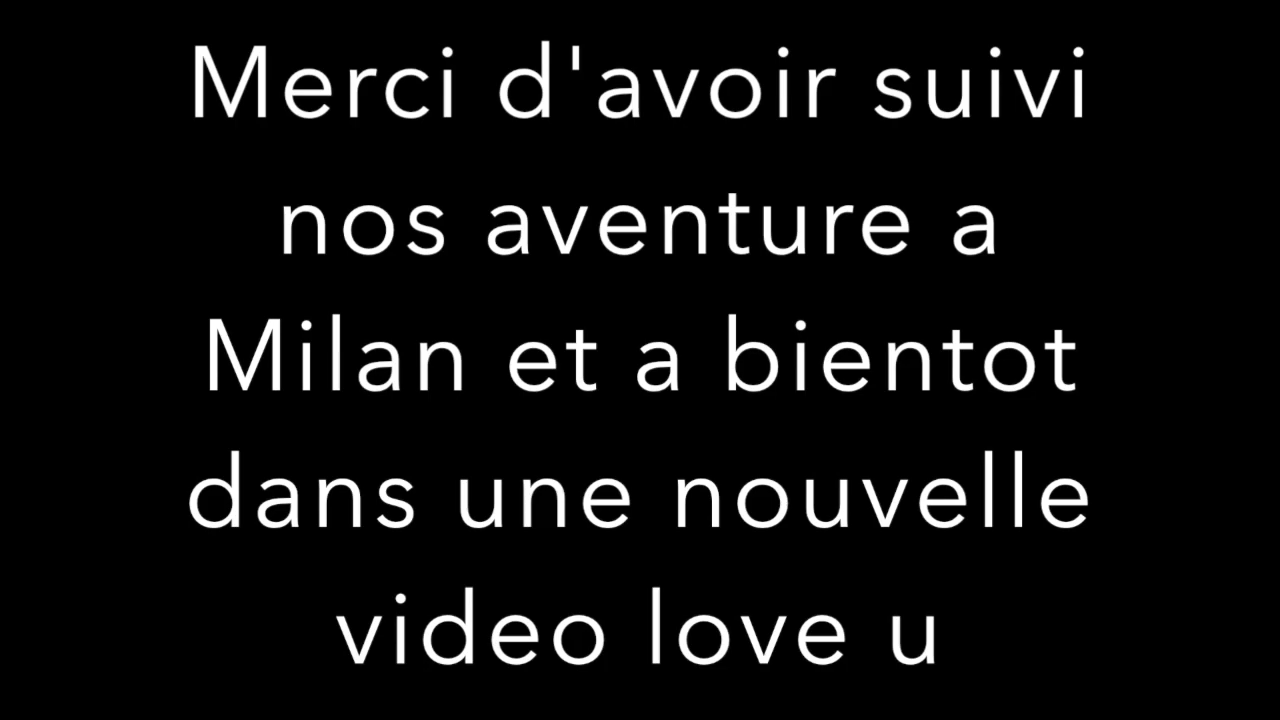 Merci d'avoir suivi
nos aventure a
Milan et a bientot
dans une nouvelle
video love u